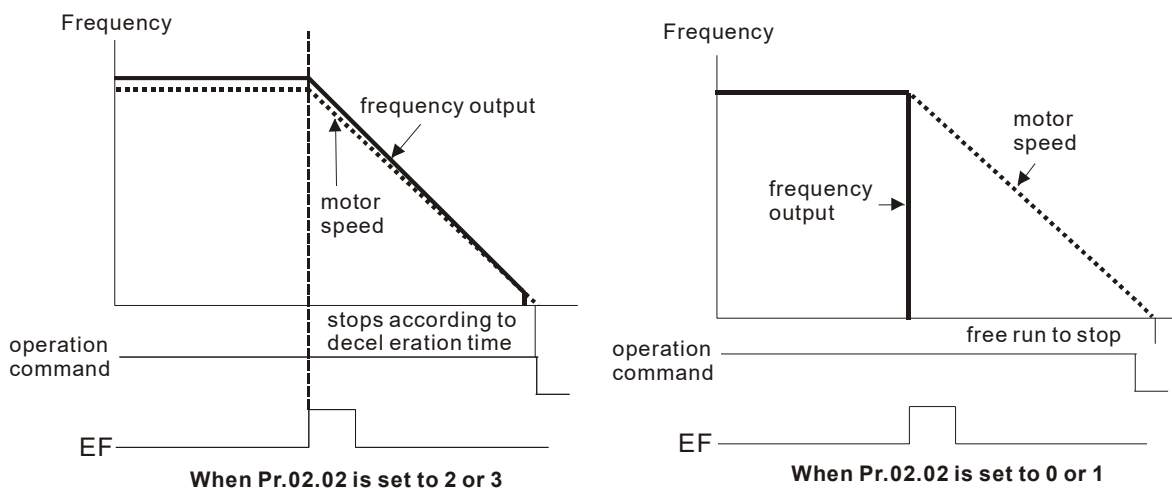 Frequency
frequency output
motor
speed
stops according to
decel eration time
operation
command
EF
When Pr.02.02 is set to 2 or 3
Frequency
motor
speed
frequency
output
free run to stop
operation
command
EF
When Pr.02.02 is set to 0 or 1